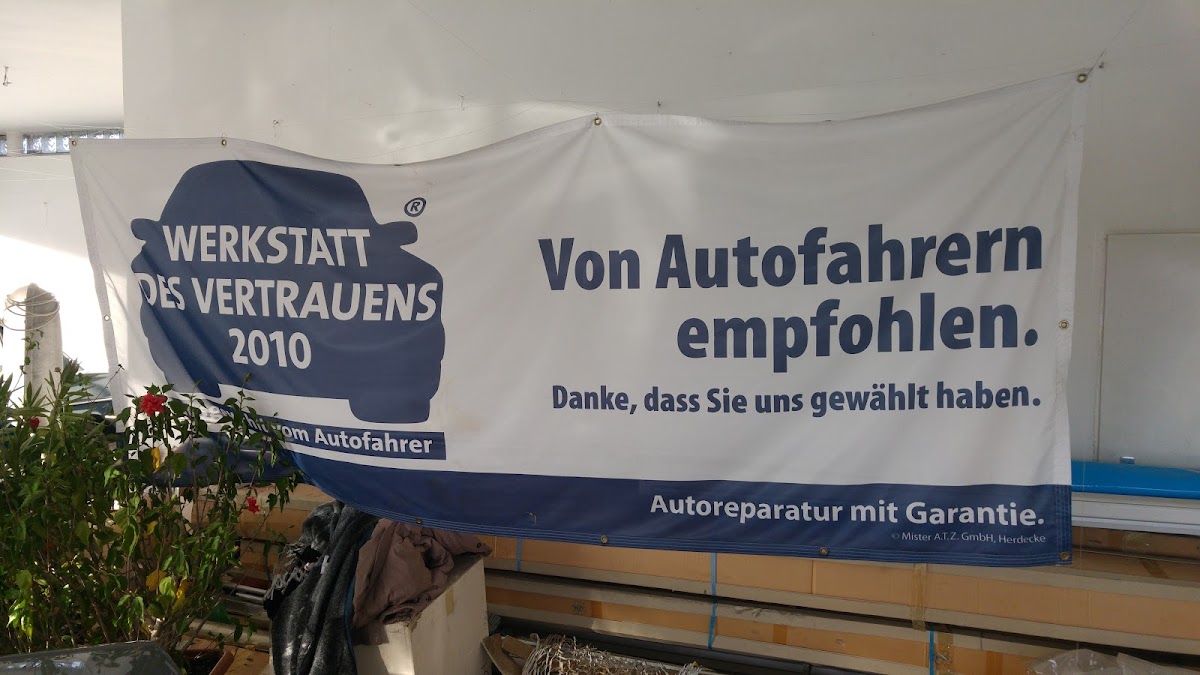 WERKSTATT
DES VERTRAUENS
2010
®
vom Autofahrer
Von Autofahrern
empfohlen.
Danke, dass Sie uns gewählt haben.
Autoreparatur mit Garantie.
© Mister A.T.Z. GmbH, Herdecke